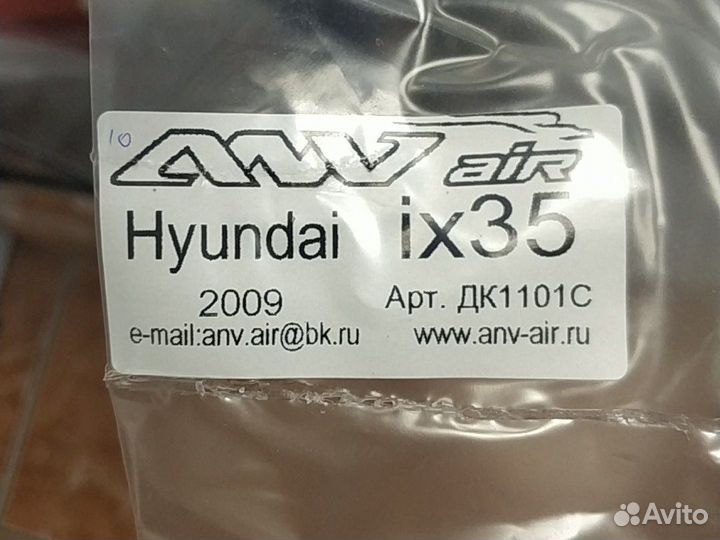 10
ANV air
Hyundai ix35
2009 Арт. ДК1101С
e-mail:anv.air@bk.ru www.anv-air.ru
Avito